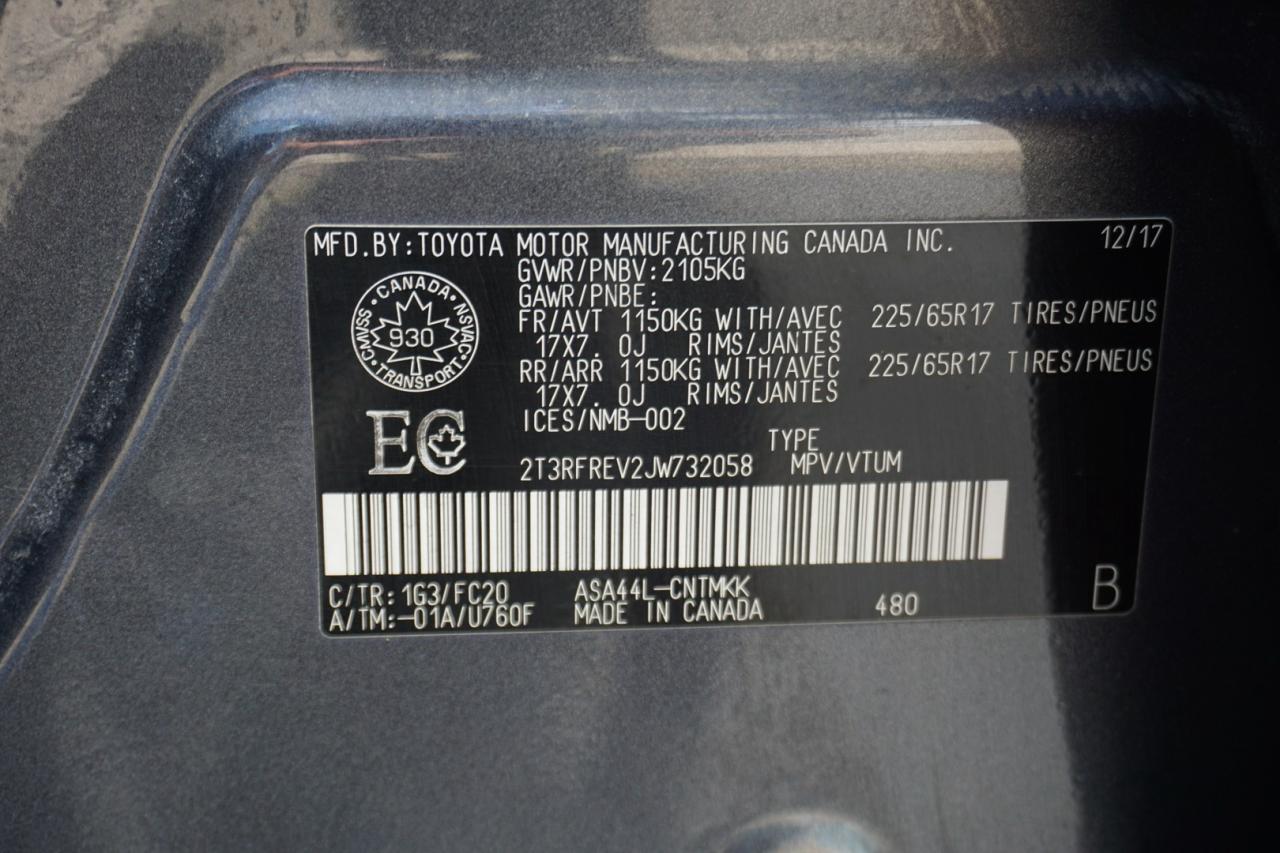 MFD.BY:TOYOTA MOTOR MANUFACTURING CANADA INC. 12/17
GVWR/PNBV:2105KG
GAWR/PNBE:
FR/AVT 1150KG WITH/AVEC 225/65R17 TIRES/PNEUS
17X7. 0J RIMS/JANTES
RR/ARR 1150KG WITH/AVEC 225/65R17 TIRES/PNEUS
17X7. 0J RIMS/JANTES
ICES/NMB-002
CANADA · NSVAC · TRANSPORT · CMVSS ·
930
EC
TYPE
2T3RFREV2JW732058 MPV/VTUM
C/TR: 1G3/FC20 ASA44L-CNTMKK
A/TM:-01A/U760F MADE IN CANADA 480
B